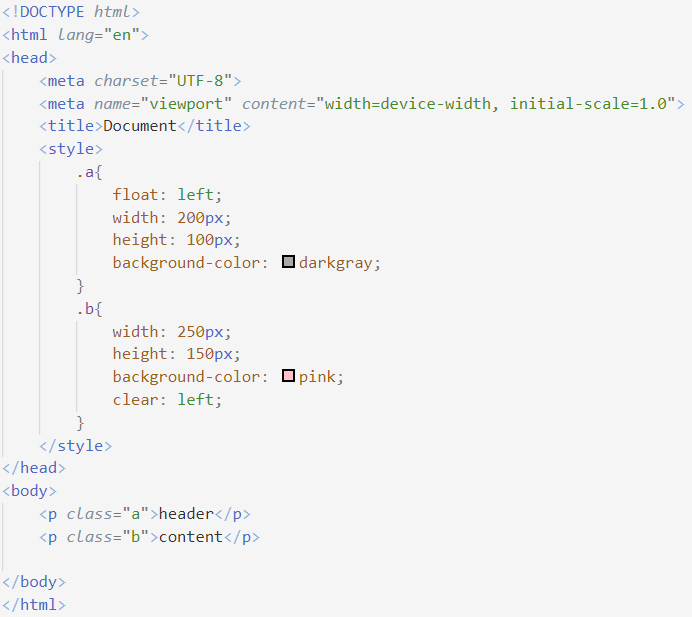 <!DOCTYPE html>
<html lang="en">
<head>
    <meta charset="UTF-8">
    <meta name="viewport" content="width=device-width, initial-scale=1.0">
    <title>Document</title>
    <style>
        .a{
            float: left;
            width: 200px;
            height: 100px;
            background-color: darkgray;
        }
        .b{
            width: 250px;
            height: 150px;
            background-color: pink;
            clear: left;
        }
    </style>
</head>
<body>
    <p class="a">header</p>
    <p class="b">content</p>
</body>
</html>